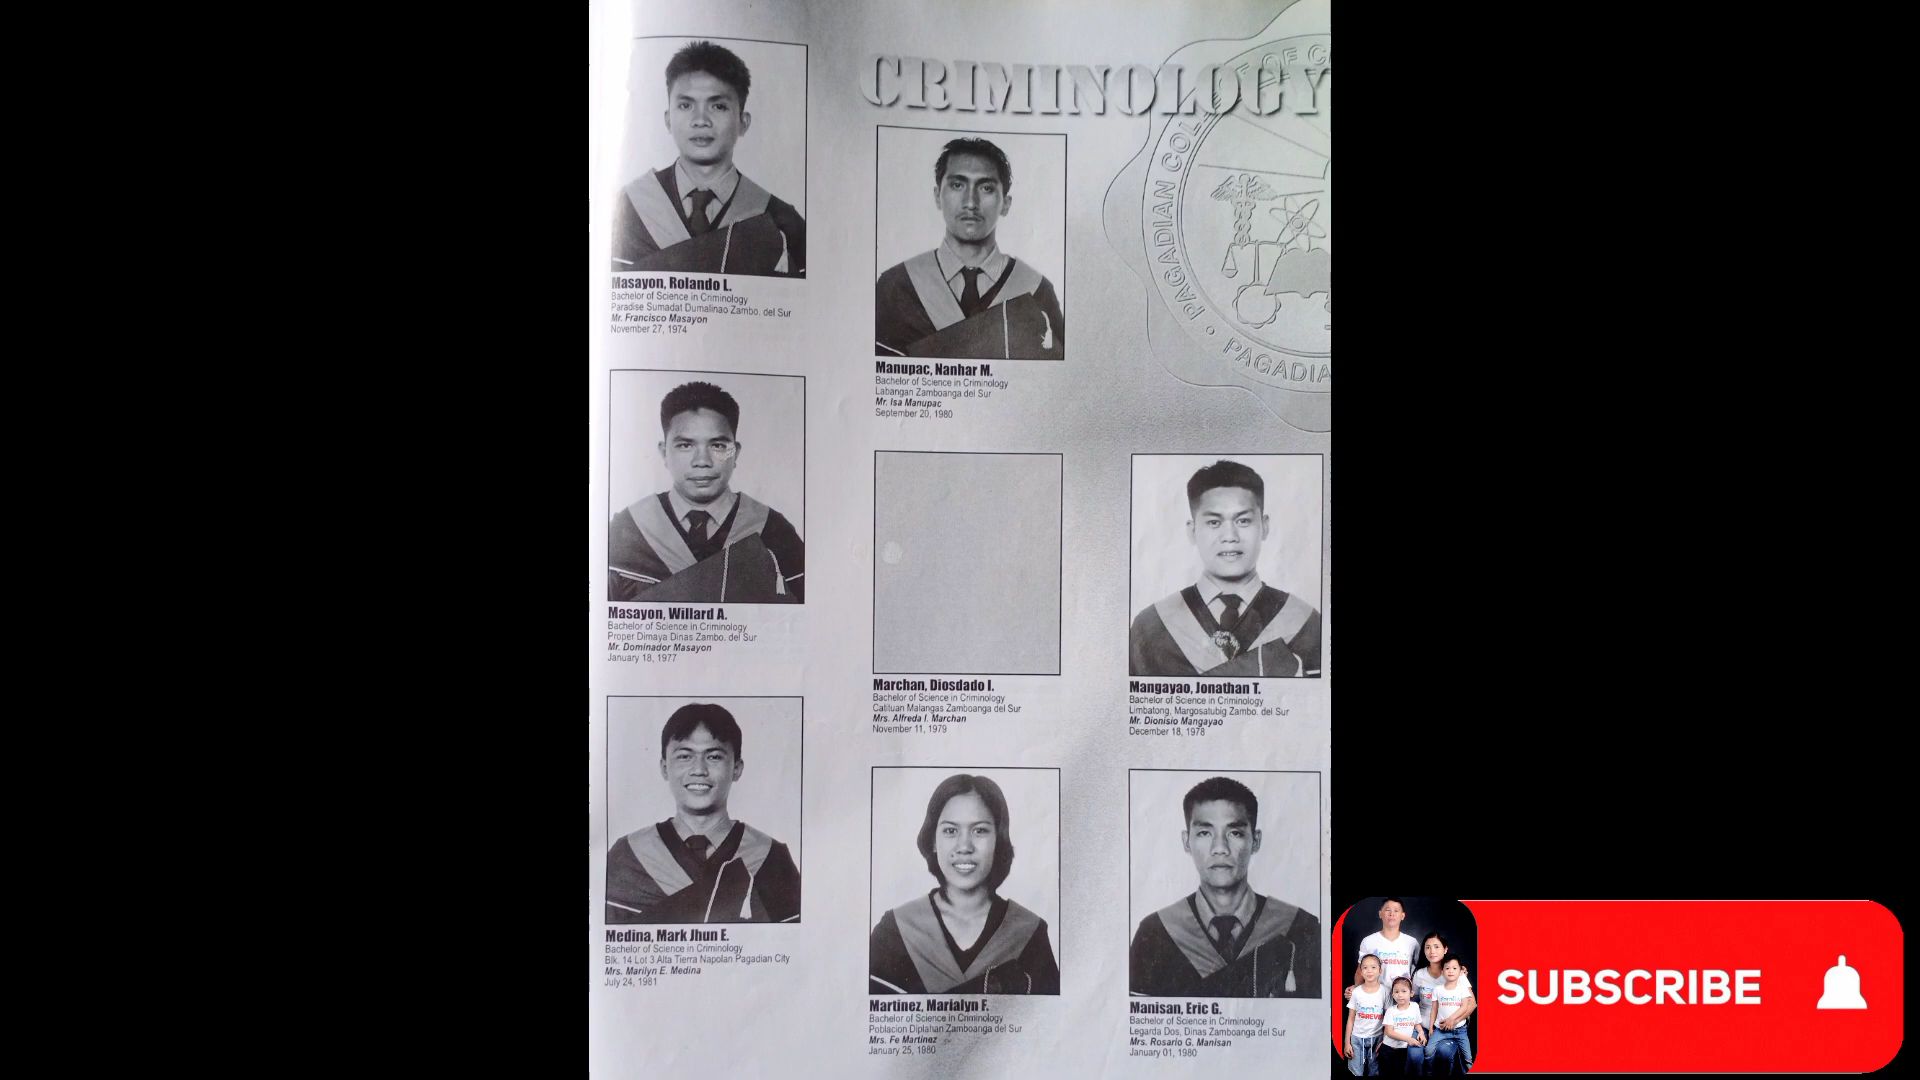 CRIMINOLOGY
Masayon, Rolando L.
Bachelor of Science in Criminology
Paradise Sumadat Dumalinao Zambo. del Sur
Mr. Francisco Masayon
November 27, 1974
Masayon, Willard A.
Bachelor of Science in Criminology
Proper Dimaya Dinas Zambo. del Sur
Mr. Dominador Masayon
January 18, 1977
Medina, Mark Jhun E.
Bachelor of Science in Criminology
Blk. 14 Lot 3 Alta Tierra Napolan Pagadian City
Mrs. Marilyn E. Medina
July 24, 1981
Manupac, Nanhar M.
Bachelor of Science in Criminology
Labangan Zamboanga del Sur
Mr. Isa Manupac
September 20, 1980
Marchan, Diosdado I.
Bachelor of Science in Criminology
Catituan Malangas Zamboanga del Sur
Mrs. Alfreda I. Marchan
November 11, 1979
Martinez, Marialyn F.
Bachelor of Science in Criminology
Poblacion Diplahan Zamboanga del Sur
Mrs. Fe Martinez
January 25, 1980
PAGADIAN
OF
PAGADIA
Mangayao, Jonathan T.
Bachelor of Science in Criminology
Limbatong, Margosatubig Zambo. del Sur
Mr. Dionisio Mangayao
December 18, 1978
Manisan, Eric G.
Bachelor of Science in Criminology
Legarda Dos, Dinas Zamboanga del Sur
Mrs. Rosario G. Manisan
January 01, 1980
SUBSCRIBE